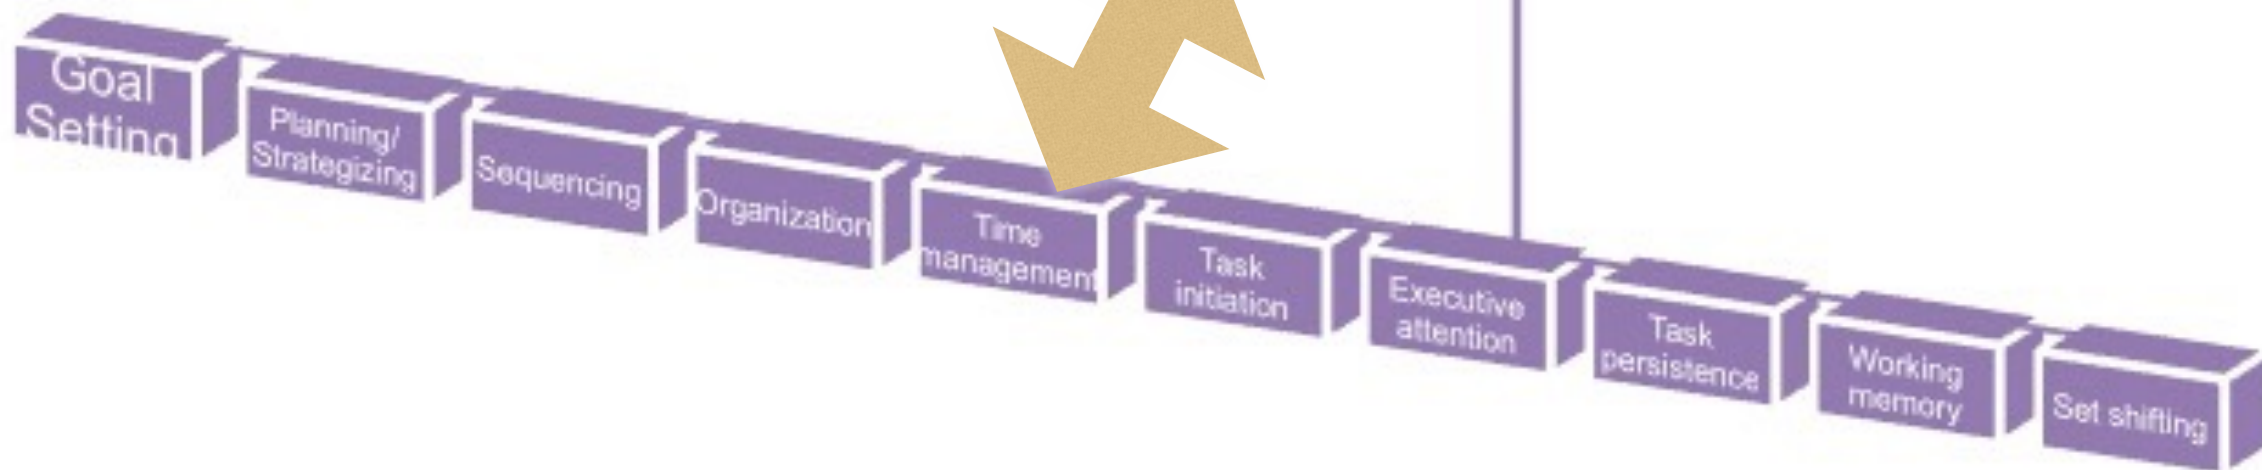 Goal
Setting
Planning/
Strategizing
Sequencing
Organization
Time
management
Task
initiation
Executive
attention
Task
persistence
Working
memory
Set shifting